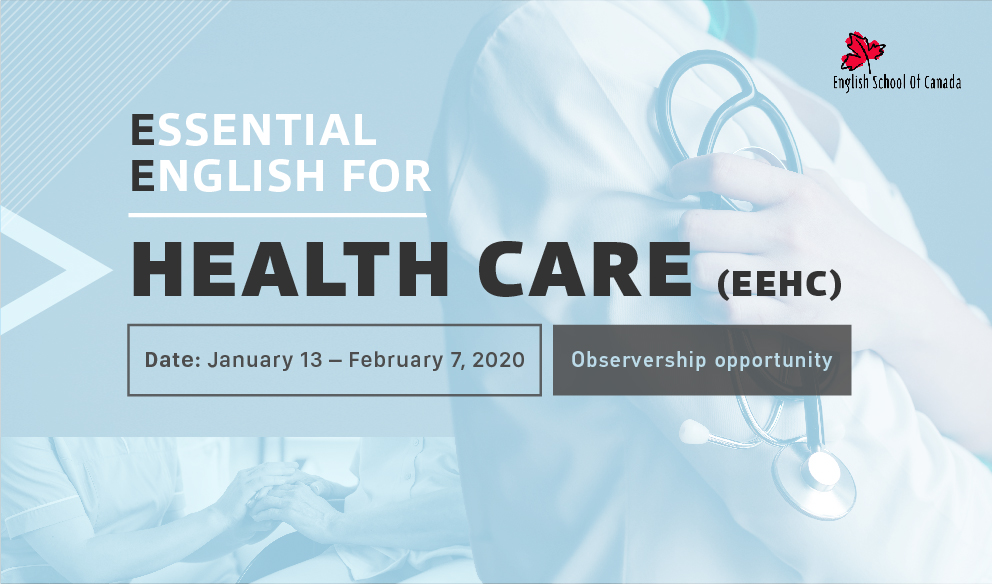 English School Of Canada
ESSENTIAL
ENGLISH FOR
HEALTH CARE (EEHC)
Date: January 13 – February 7, 2020
Observership opportunity